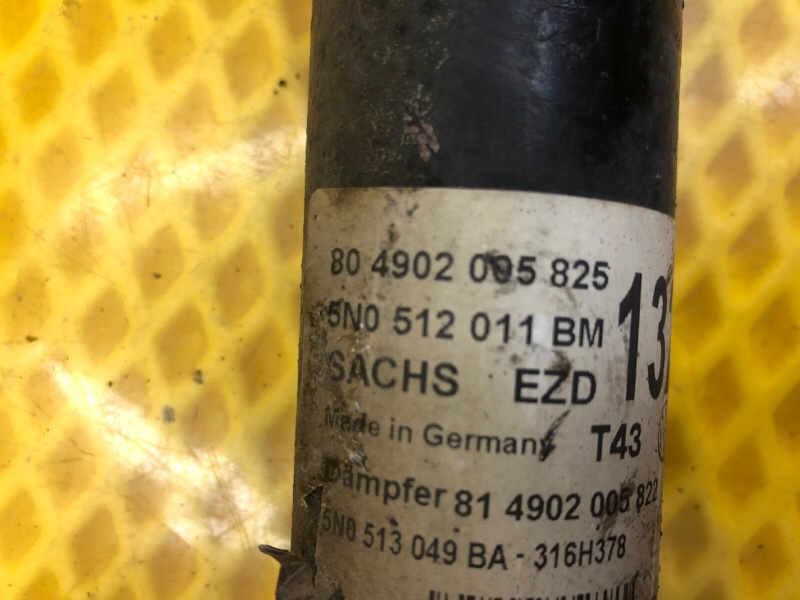 80 4902 005 825
5N0 512 011 BM
SACHS EZD
Made in Germany T43
Dämpfer 81 4902 005 822
5N0 513 049 BA - 316H378